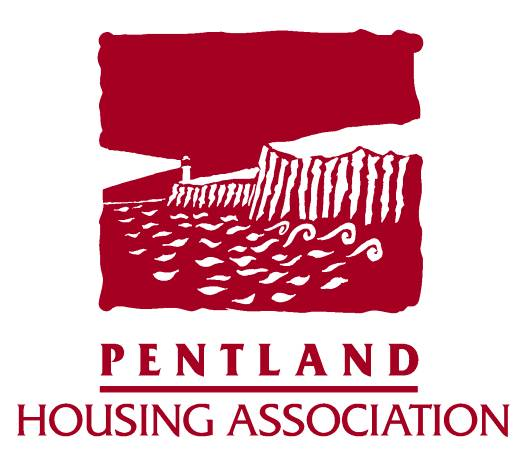 PENTLAND
HOUSING ASSOCIATION